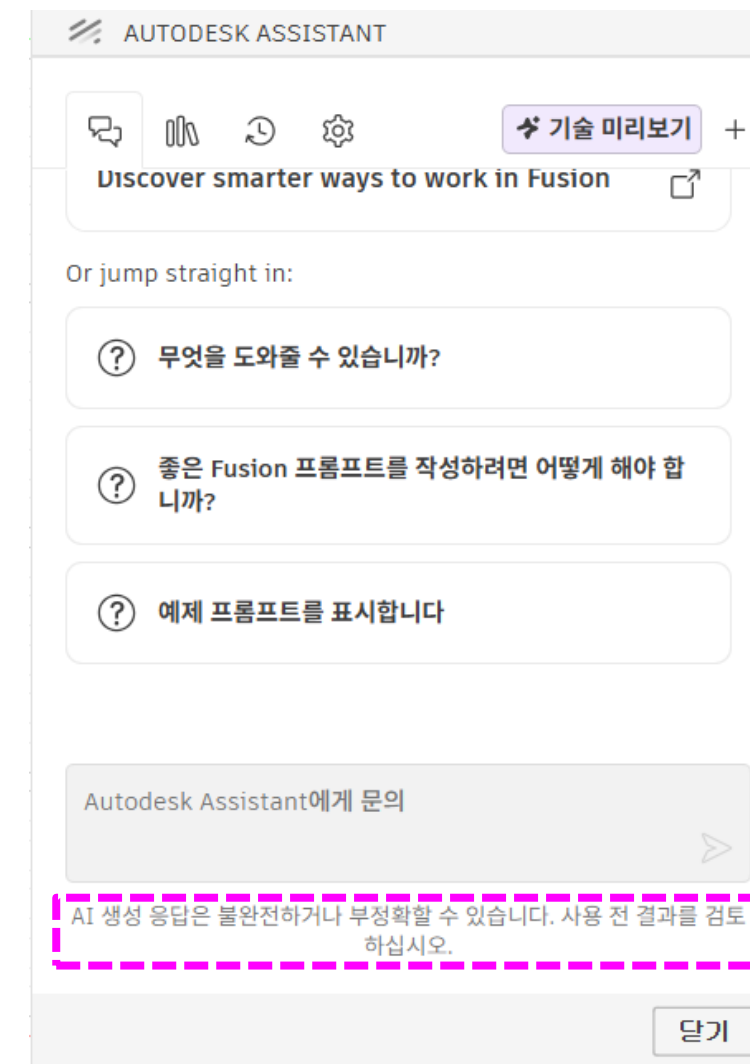 AUTODESK ASSISTANT
기술 미리보기
Discover smarter ways to work in Fusion
Or jump straight in:
무엇을 도와줄 수 있습니까?
좋은 Fusion 프롬프트를 작성하려면 어떻게 해야 합
니까?
예제 프롬프트를 표시합니다
Autodesk Assistant에게 문의
AI 생성 응답은 불완전하거나 부정확할 수 있습니다. 사용 전 결과를 검토
하십시오.
닫기